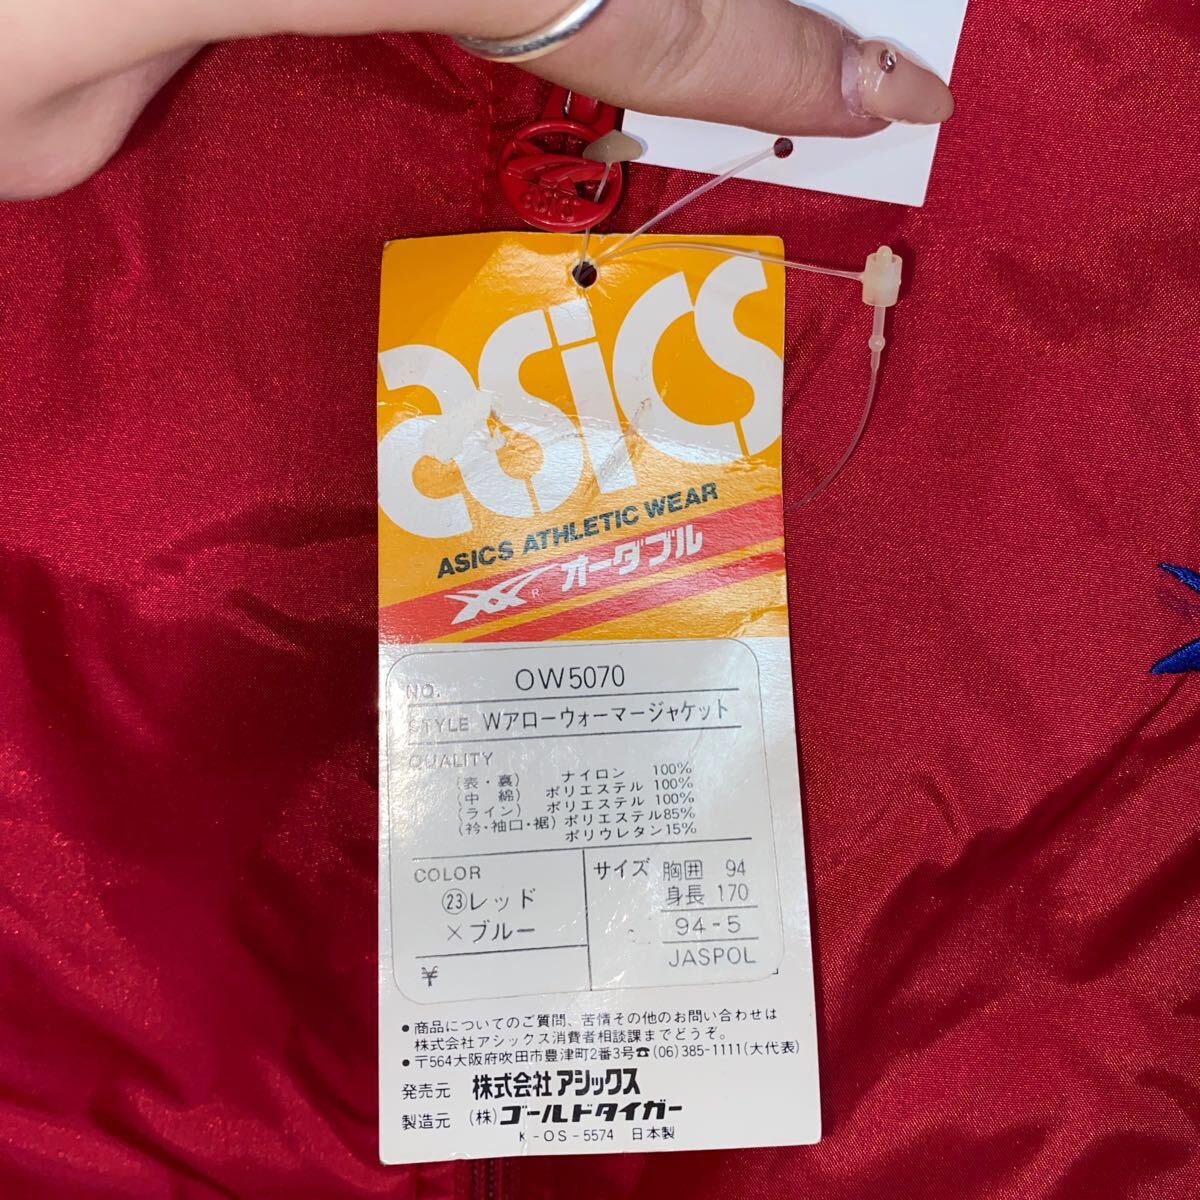 asics
asics
ASICS ATHLETIC WEAR
R オーダブル
NO. OW5070
STYLE Wアローウォーマージャケット
QUALITY
(表・裏) ナイロン 100%
(中 綿) ポリエステル 100%
(ライン) ポリエステル 100%
(衿・袖口・裾) ポリエステル85%
ポリウレタン15%
COLOR
㉓レッド
×ブルー
¥
サイズ 胸囲 94
身長 170
94-5
JASPOL
●商品についてのご質問、苦情その他のお問い合わせは
株式会社アシックス消費者相談課までどうぞ。
●〒564大阪府吹田市豊津町2番3号☎(06)385-1111(大代表)
発売元 株式会社アシックス
製造元 (株)ゴールドタイガー
K-OS-5574 日本製